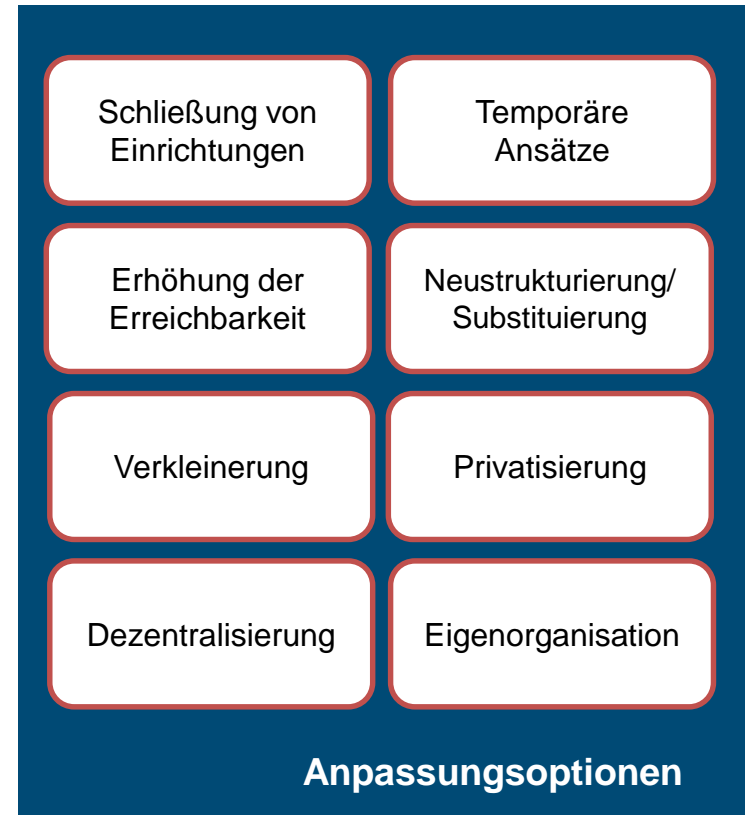 Schließung von
Einrichtungen
Temporäre
Ansätze
Erhöhung der
Erreichbarkeit
Neustrukturierung/
Substituierung
Verkleinerung
Privatisierung
Dezentralisierung
Eigenorganisation
Anpassungsoptionen